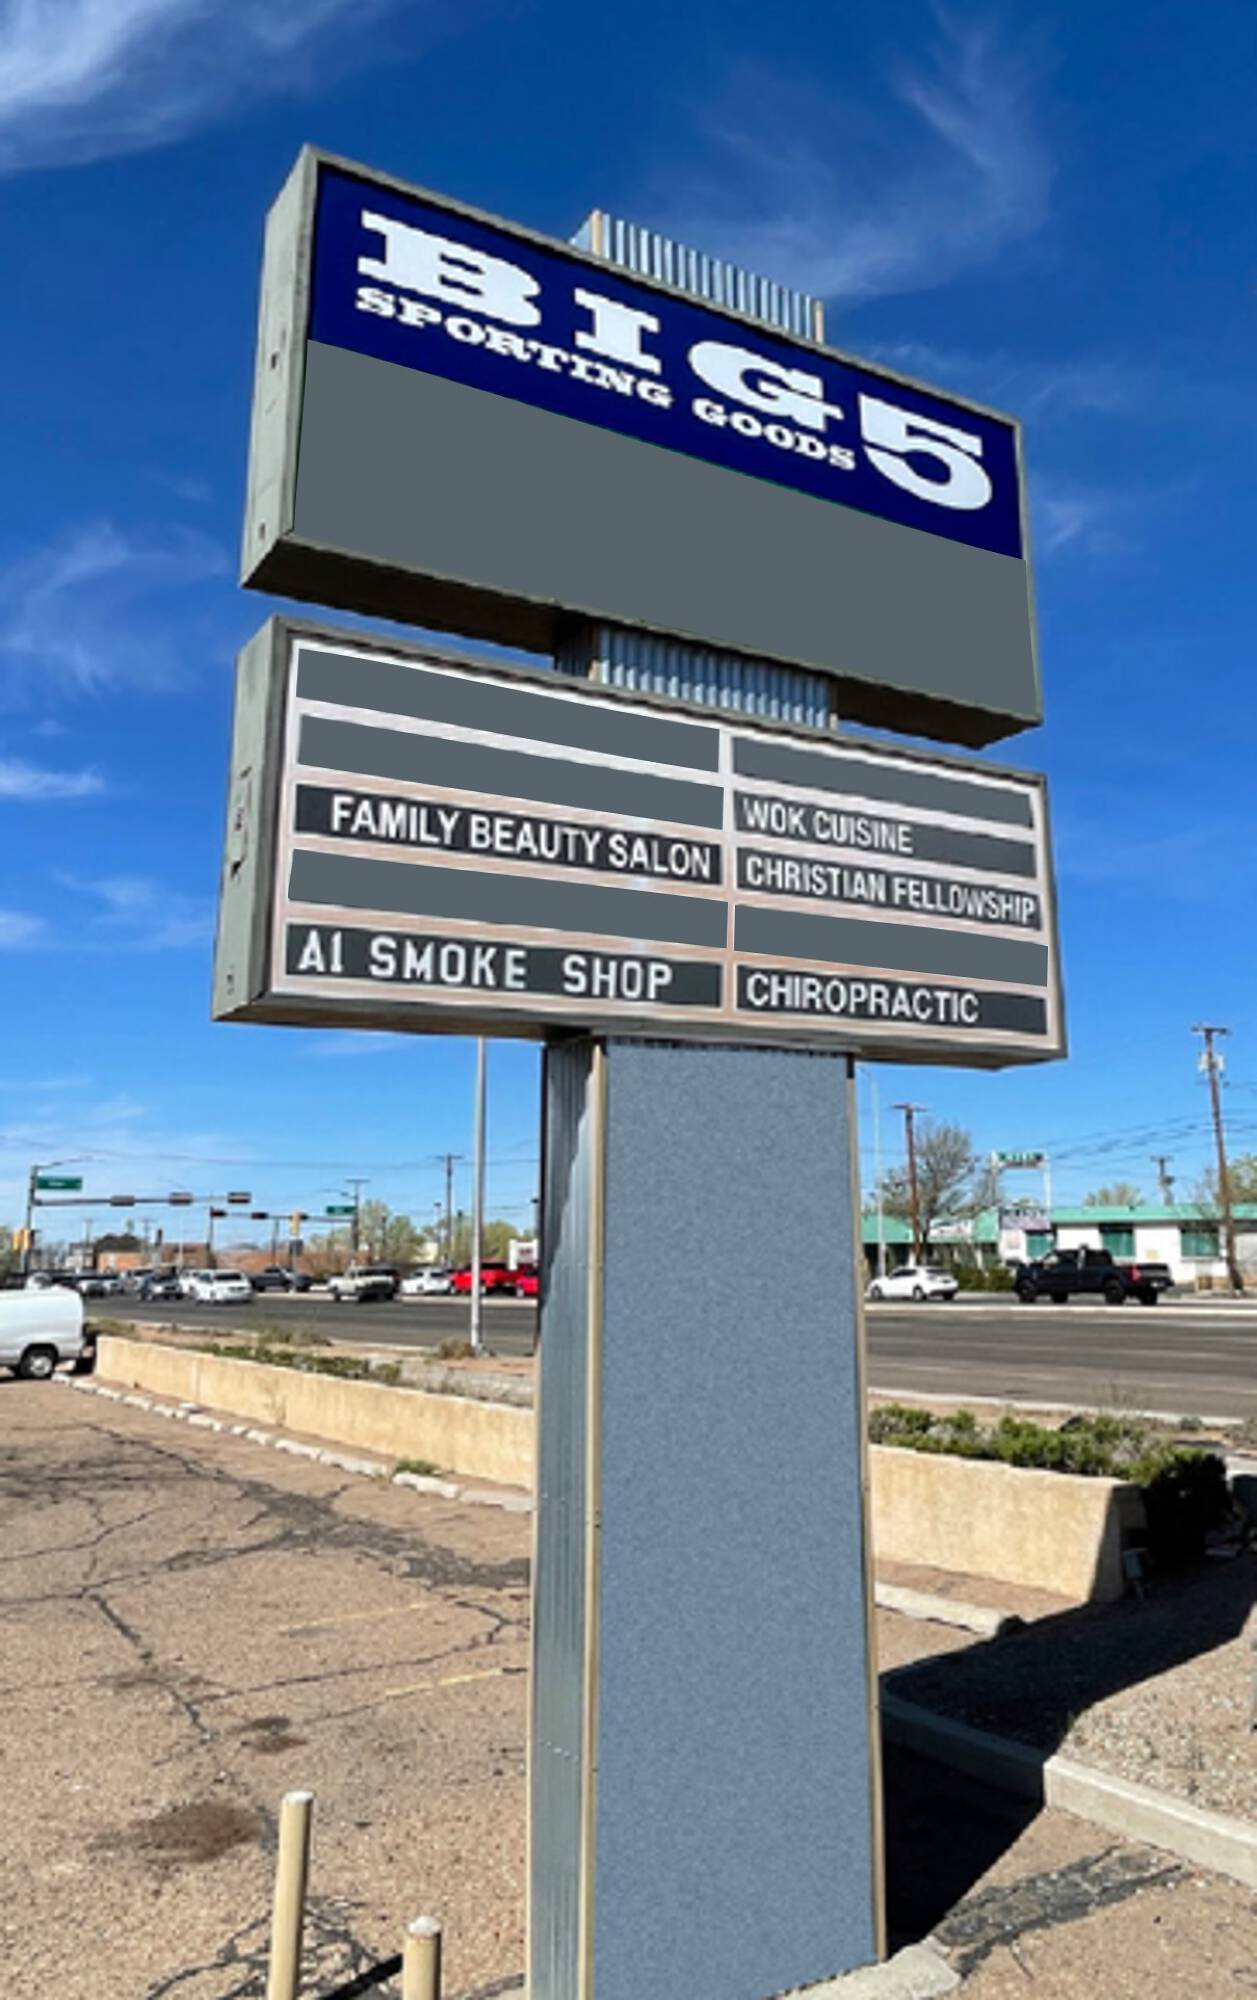 BIG 5
SPORTING GOODS
FAMILY BEAUTY SALON
A1 SMOKE SHOP
WOK CUISINE
CHRISTIAN FELLOWSHIP
CHIROPRACTIC